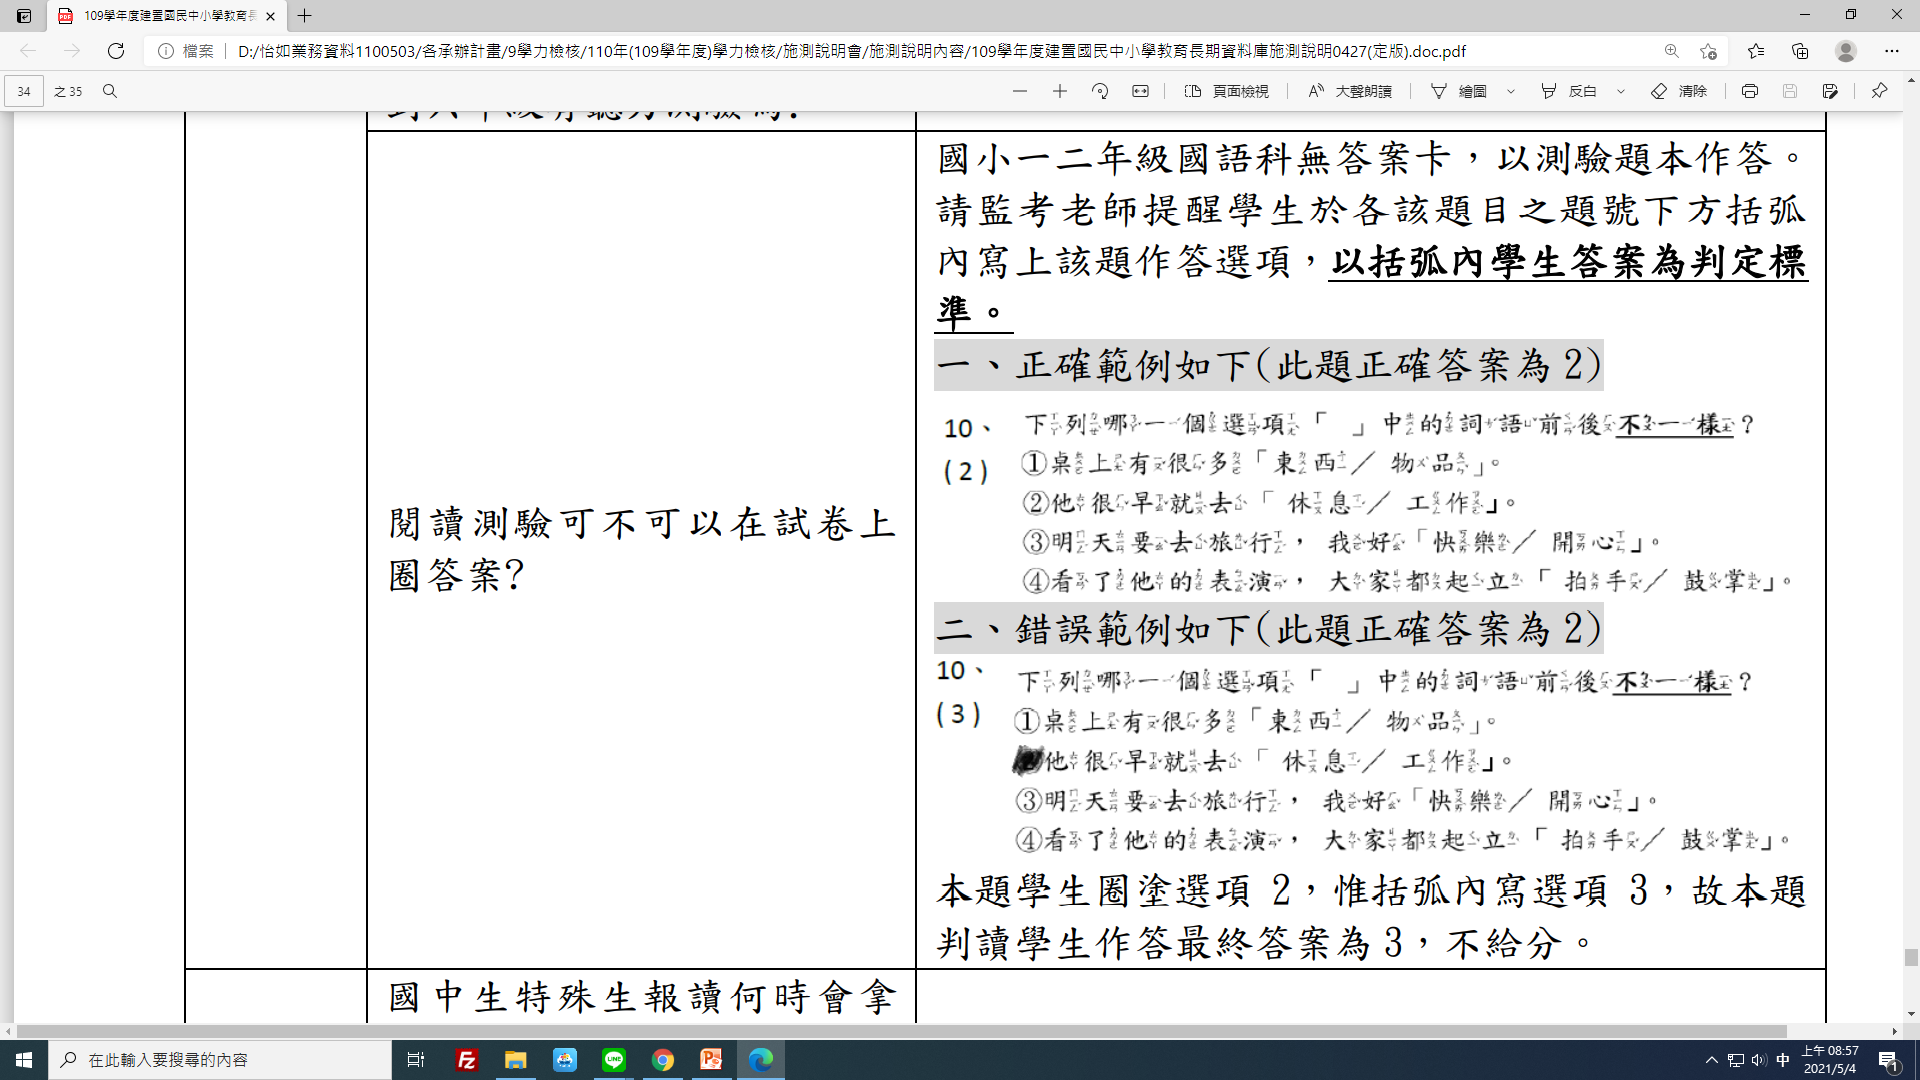 109學年度建置國民中小學教育長
檔案
D:/怡如業務資料1100503/各承辦計畫/9學力檢核/110年(109學年度)學力檢核/施測說明會/施測說明內容/109學年度建置國民中小學教育長期資料庫施測說明0427(定版).doc.pdf
34 之 35
頁面檢視
大聲朗讀
繪圖
反白
清除
閱讀測驗可不可以在試卷上
圈答案?
國小一二年級國語科無答案卡，以測驗題本作答。
請監考老師提醒學生於各該題目之題號下方括弧
內寫上該題作答選項，以括弧內學生答案為判定標
準。
一、正確範例如下(此題正確答案為2)
10、 下列哪一個選項「 」中的詞語前後不一樣？
( 2 ) ①桌上有很多「東西／ 物品」。
②他很早就去「 休息／ 工作」。
③明天要去旅行， 我好「快樂／ 開心」。
④看了他的表演， 大家都起立「 拍手／ 鼓掌」。
二、錯誤範例如下(此題正確答案為2)
10、 下列哪一個選項「 」中的詞語前後不一樣？
( 3 ) ①桌上有很多「東西／ 物品」。
他很早就去「 休息／ 工作」。
③明天要去旅行， 我好「快樂／ 開心」。
④看了他的表演， 大家都起立「 拍手／ 鼓掌」。
本題學生圈塗選項 2，惟括弧內寫選項 3，故本題
判讀學生作答最終答案為3，不給分。
國中生特殊生報讀何時會拿
在此輸入要搜尋的內容
中
上午 08:57
2021/5/4
1